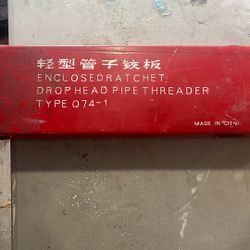 轻型管子铰板
ENCLOSEDRATCHET
DROPHEAD PIPE THREADER
TYPE Q74-1
MADE IN CHINA